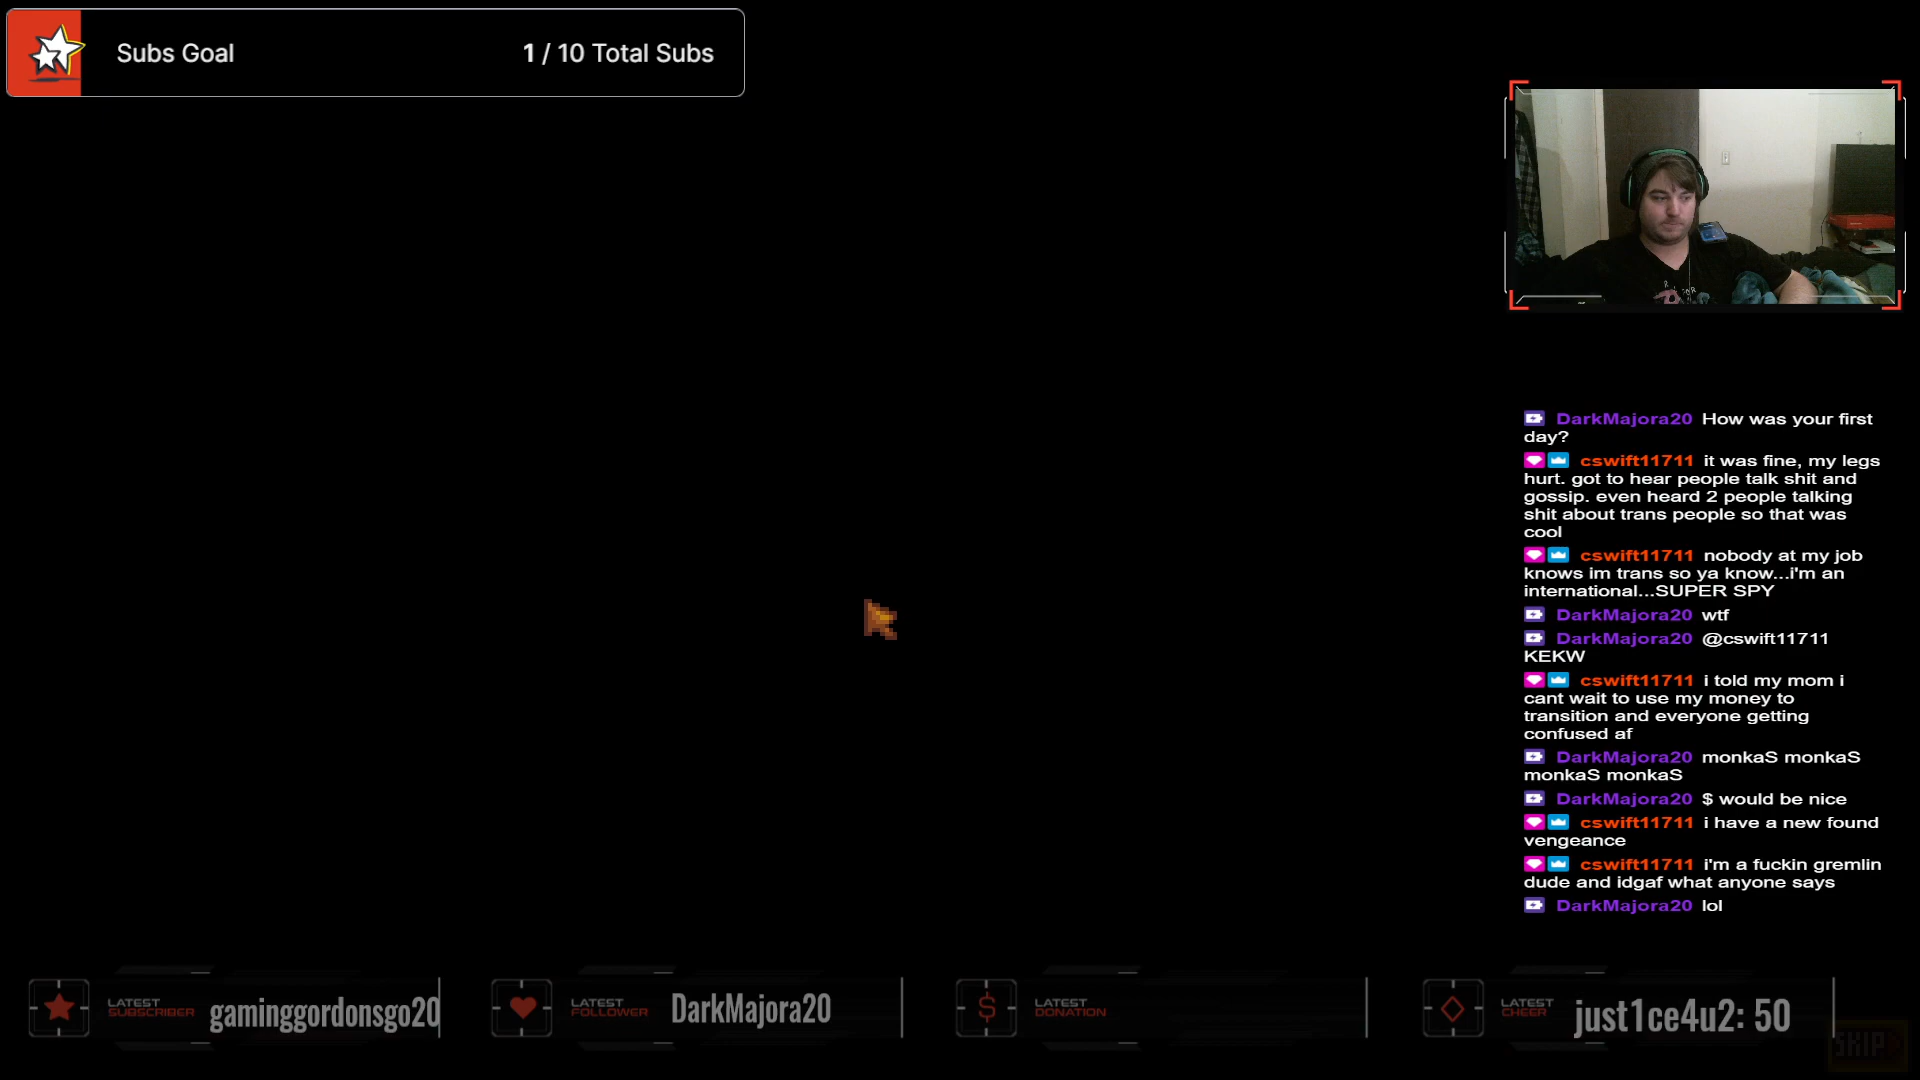 Subs Goal
1 / 10 Total Subs
DarkMajora20 How was your first
day?
cswift11711 it was fine, my legs
hurt. got to hear people talk shit and
gossip. even heard 2 people talking
shit about trans people so that was
cool
cswift11711 nobody at my job
knows im trans so ya know...i'm an
international...SUPER SPY
DarkMajora20 wtf
DarkMajora20 @cswift11711
KEKW
cswift11711 i told my mom i
cant wait to use my money to
transition and everyone getting
confused af
DarkMajora20 monkaS monkaS
monkaS monkaS
DarkMajora20 $ would be nice
cswift11711 i have a new found
vengeance
cswift11711 i'm a fuckin gremlin
dude and idgaf what anyone says
DarkMajora20 lol
LATEST
SUBSCRIBER
gaminggordonsgo20
LATEST
FOLLOWER
DarkMajora20
LATEST
DONATION
LATEST
CHEER
just1ce4u2: 50
SKIP